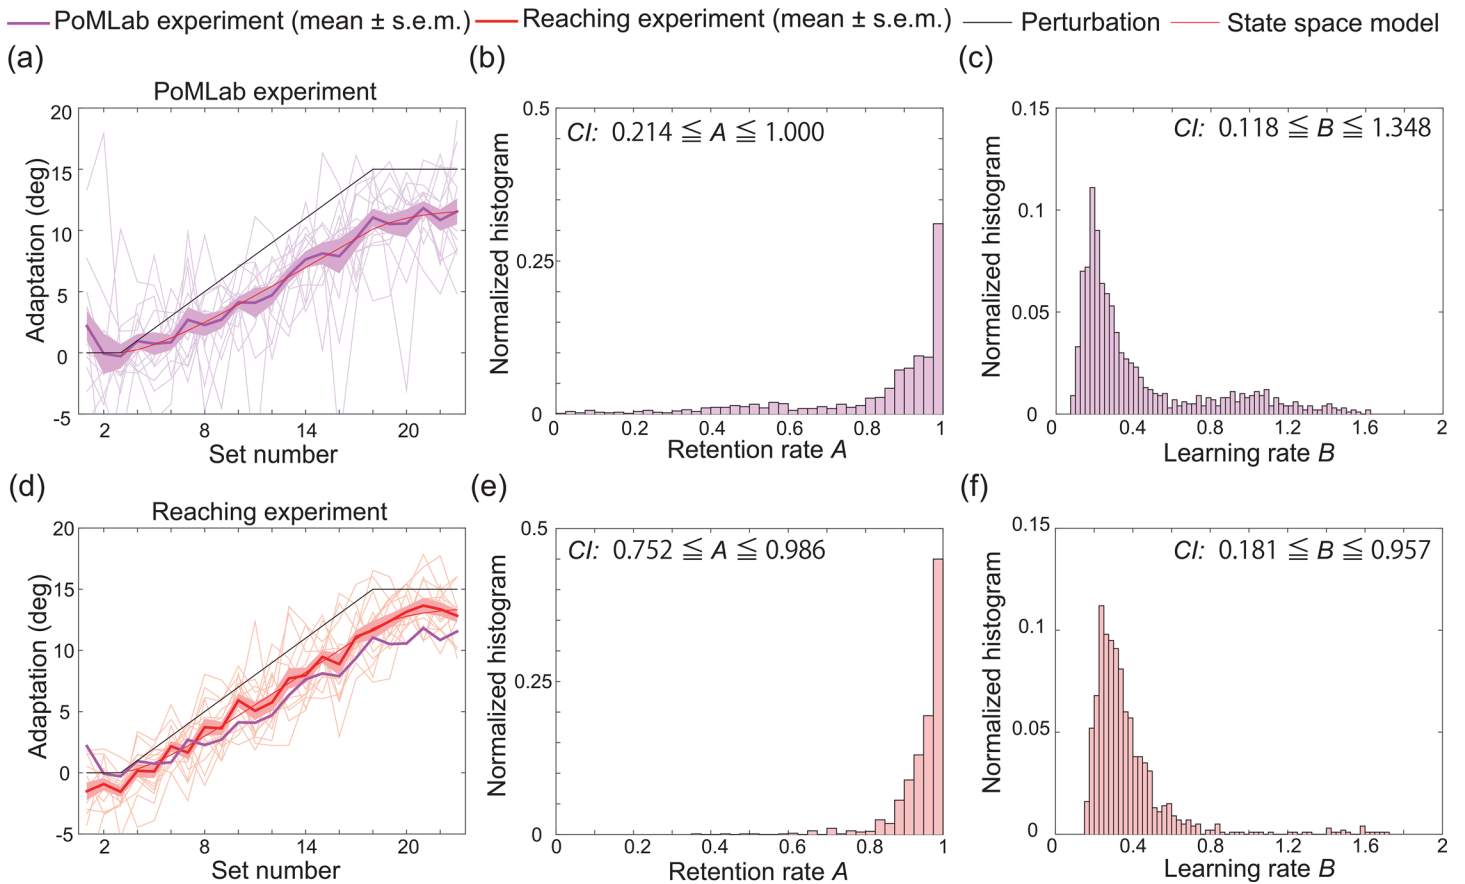 PoMLab experiment (mean ± s.e.m.) Reaching experiment (mean ± s.e.m.) Perturbation State space model
(a) (b) (c)
PoMLab experiment
20
15
10
5
0
-5
2 8 14 20
Adaptation (deg)
Set number
CI: 0.214 ≦ A ≦ 1.000
0.5
0.25
0
0 0.2 0.4 0.6 0.8 1
Normalized histogram
Retention rate A
CI: 0.118 ≦ B ≦ 1.348
0.15
0.1
0.05
0
0 0.4 0.8 1.2 1.6 2
Normalized histogram
Learning rate B
(d) (e) (f)
Reaching experiment
20
15
10
5
0
-5
2 8 14 20
Adaptation (deg)
Set number
CI: 0.752 ≦ A ≦ 0.986
0.5
0.25
0
0 0.2 0.4 0.6 0.8 1
Normalized histogram
Retention rate A
CI: 0.181 ≦ B ≦ 0.957
0.15
0.1
0.05
0
0 0.4 0.8 1.2 1.6 2
Normalized histogram
Learning rate B